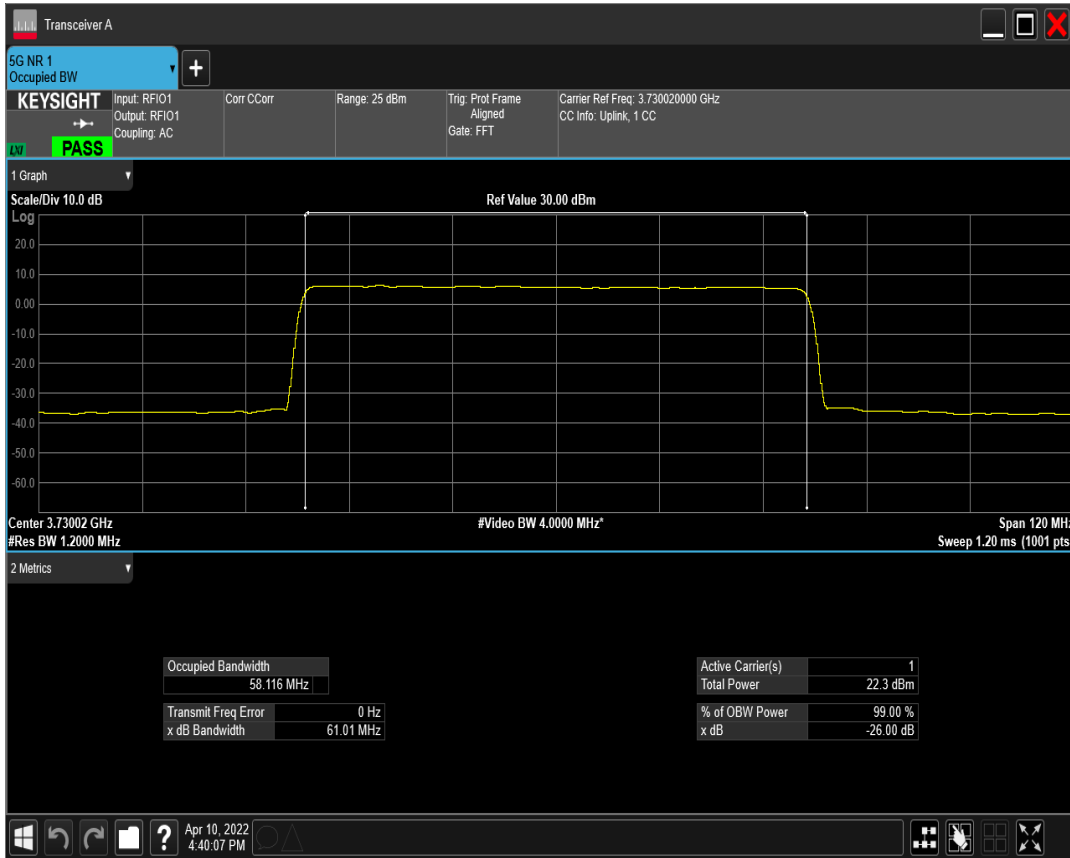 Transceiver A
5G NR 1
Occupied BW
+
KEYSIGHT
LXI
PASS
Input: RFIO1
Output: RFIO1
Coupling: AC
Corr CCorr
Range: 25 dBm
Trig: Prot Frame
Aligned
Gate: FFT
Carrier Ref Freq: 3.730020000 GHz
CC Info: Uplink, 1 CC
1 Graph
Scale/Div 10.0 dB
Ref Value 30.00 dBm
Log
20.0
10.0
0.00
-10.0
-20.0
-30.0
-40.0
-50.0
-60.0
Center 3.73002 GHz
#Video BW 4.0000 MHz*
Span 120 MHz
#Res BW 1.2000 MHz
Sweep 1.20 ms (1001 pts
2 Metrics
Occupied Bandwidth
58.116 MHz
Transmit Freq Error 0 Hz
x dB Bandwidth 61.01 MHz
Active Carrier(s) 1
Total Power 22.3 dBm
% of OBW Power 99.00 %
x dB -26.00 dB
?
Apr 10, 2022
4:40:07 PM